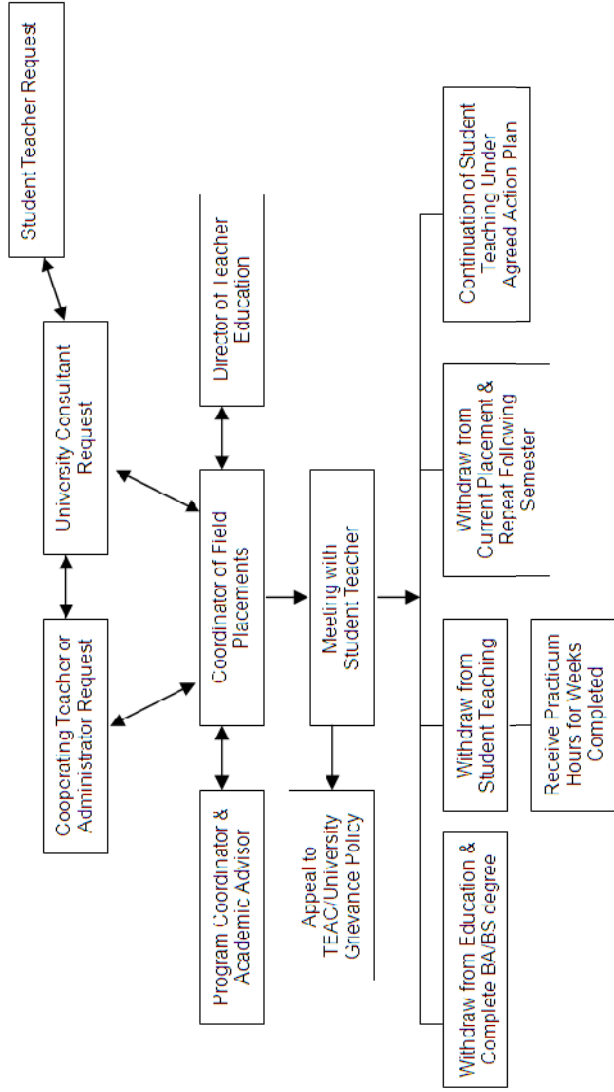 Student Teacher Request
University Consultant
Request
Cooperating Teacher or
Administrator Request
Director of Teacher
Education
Coordinator of Field
Placements
Program Coordinator &
Academic Advisor
Meeting with
Student Teacher
Appeal to
TEAC/University
Grievance Policy
Continuation of Student
Teaching Under
Agreed Action Plan
Withdraw from
Current Placement &
Repeat Following
Semester
Withdraw from
Student Teaching
Receive Practicum
Hours for Weeks
Completed
Withdraw from Education &
Complete BA/BS degree